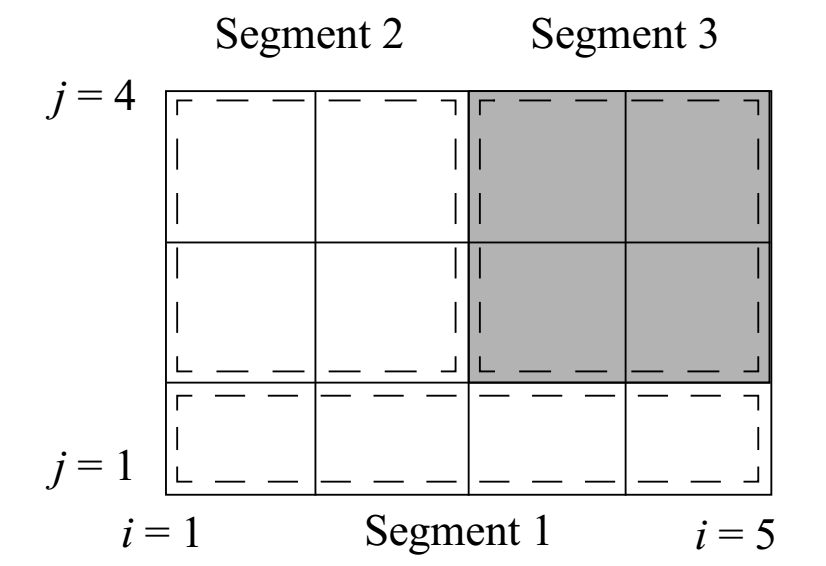 Segment 2
Segment 3
j = 4
j = 1
i = 1
Segment 1
i = 5